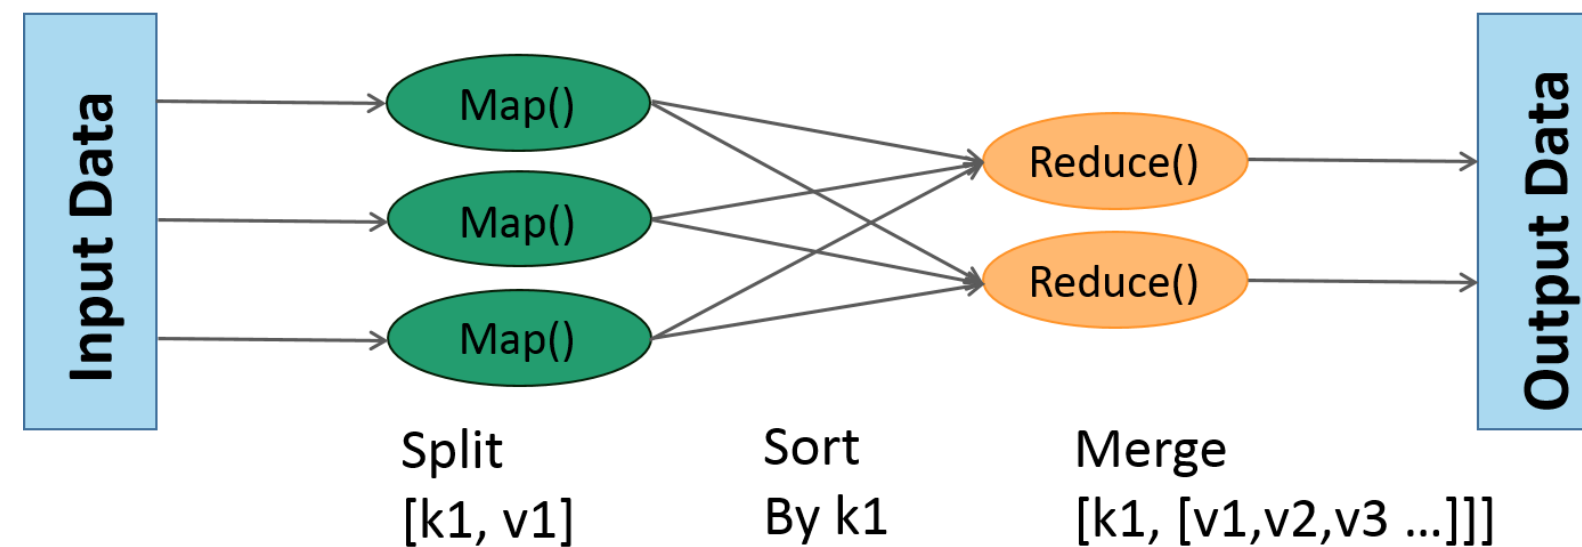 Input Data
Map()
Map()
Map()
Reduce()
Reduce()
Output Data
Split
[k1, v1]
Sort
By k1
Merge
[k1, [v1,v2,v3 ...]]]